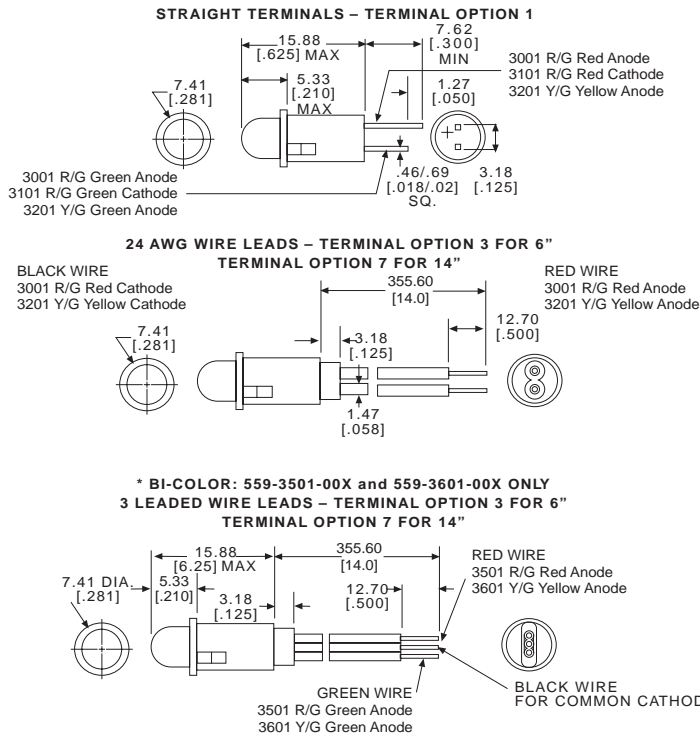 STRAIGHT TERMINALS – TERMINAL OPTION 1
15.88
[.625] MAX
7.62
[.300]
MIN
3001 R/G Red Anode
3101 R/G Red Cathode
3201 Y/G Yellow Anode
7.41
[.281]
5.33
[.210]
MAX
1.27
[.050]
+
3001 R/G Green Anode
3101 R/G Green Cathode
3201 Y/G Green Anode
.46/.69
[.018/.02]
SQ.
3.18
[.125]
24 AWG WIRE LEADS – TERMINAL OPTION 3 FOR 6”
TERMINAL OPTION 7 FOR 14”
BLACK WIRE
3001 R/G Red Cathode
3201 Y/G Yellow Cathode
355.60
[14.0]
RED WIRE
3001 R/G Red Anode
3201 Y/G Yellow Anode
7.41
[.281]
3.18
[.125]
12.70
[.500]
1.47
[.058]
* BI-COLOR: 559-3501-00X and 559-3601-00X ONLY
3 LEADED WIRE LEADS – TERMINAL OPTION 3 FOR 6”
TERMINAL OPTION 7 FOR 14”
15.88
[6.25] MAX
355.60
[14.0]
RED WIRE
3501 R/G Red Anode
3601 Y/G Yellow Anode
7.41 DIA.
[.281]
5.33
[.210]
3.18
[.125]
12.70
[.500]
GREEN WIRE
3501 R/G Green Anode
3601 Y/G Green Anode
BLACK WIRE
FOR COMMON CATHOD